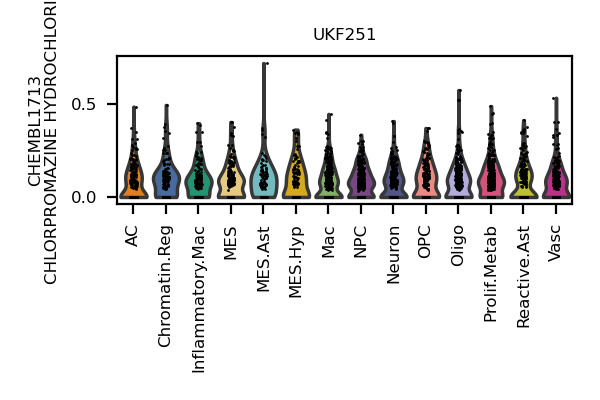 UKF251
CHEMBL1713
CHLORPROMAZINE HYDROCHLORI
0.5
0.0
AC
Chromatin.Reg
Inflammatory.Mac
MES
MES.Ast
MES.Hyp
Mac
NPC
Neuron
OPC
Oligo
Prolif.Metab
Reactive.Ast
Vasc